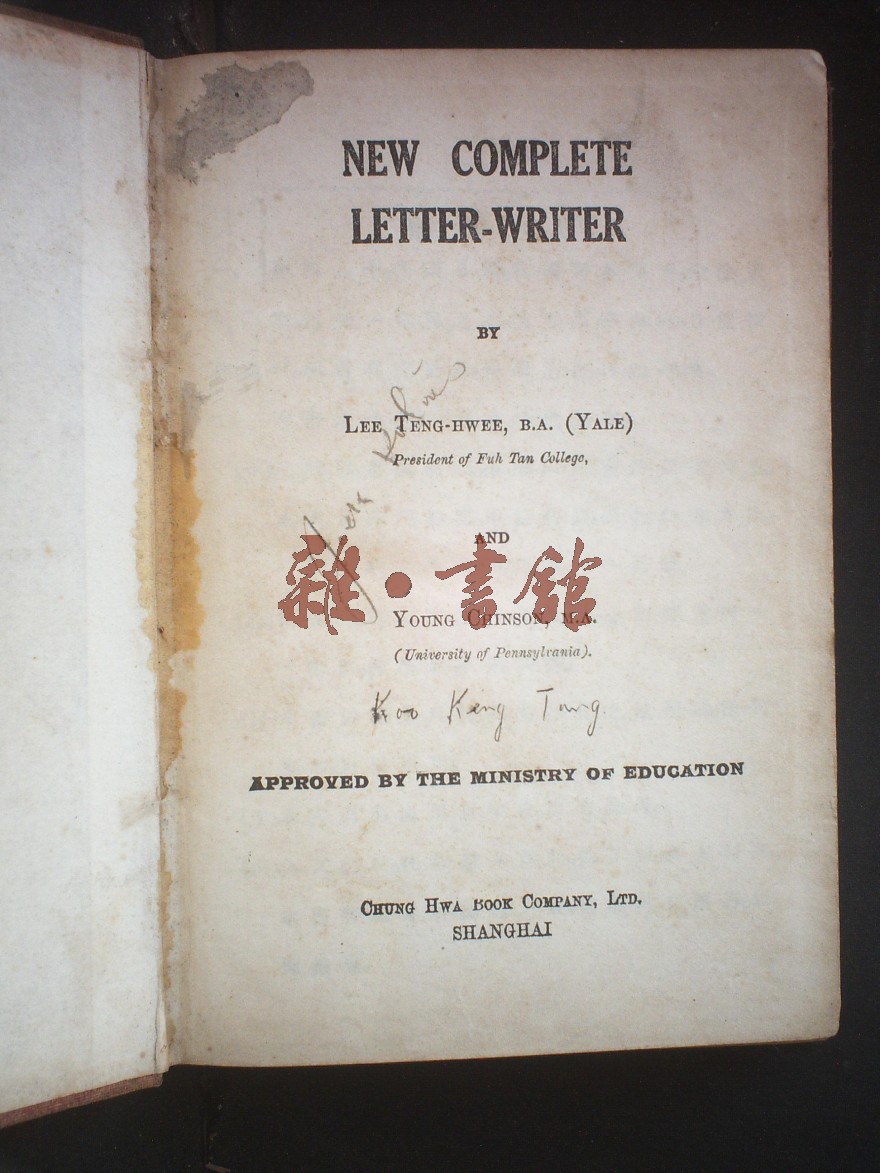 NEW COMPLETE
LETTER-WRITER
BY
LEE TENG-HWEE, B.A. (YALE)
President of Fuh Tan College,
AND
雜·書館
YOUNG CHINSON, M.A.
(University of Pennsylvania).
Koo Keng Tang
APPROVED BY THE MINISTRY OF EDUCATION
CHUNG HWA BOOK COMPANY, LTD.
SHANGHAI